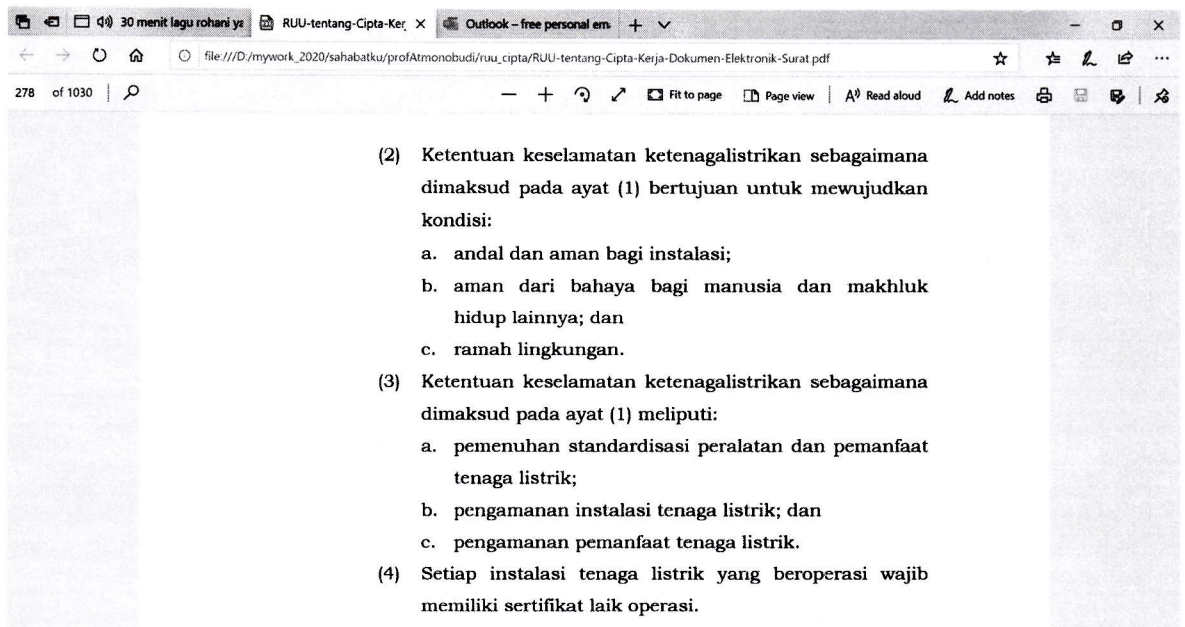 30 menit lagu rohani ya
RUU-tentang-Cipta-Ker
Outlook – free personal em
file:///D:/mywork_2020/sahabatku/profAtmonobudi/ruu_cipta/RUU-tentang-Cipta-Kerja-Dokumen-Elektronik-Surat.pdf
278 of 1030 Fit to page Page view Read aloud Add notes
(2) Ketentuan keselamatan ketenagalistrikan sebagaimana
dimaksud pada ayat (1) bertujuan untuk mewujudkan
kondisi:
a. andal dan aman bagi instalasi;
b. aman dari bahaya bagi manusia dan makhluk
hidup lainnya; dan
c. ramah lingkungan.
(3) Ketentuan keselamatan ketenagalistrikan sebagaimana
dimaksud pada ayat (1) meliputi:
a. pemenuhan standardisasi peralatan dan pemanfaat
tenaga listrik;
b. pengamanan instalasi tenaga listrik; dan
c. pengamanan pemanfaat tenaga listrik.
(4) Setiap instalasi tenaga listrik yang beroperasi wajib
memiliki sertifikat laik operasi.